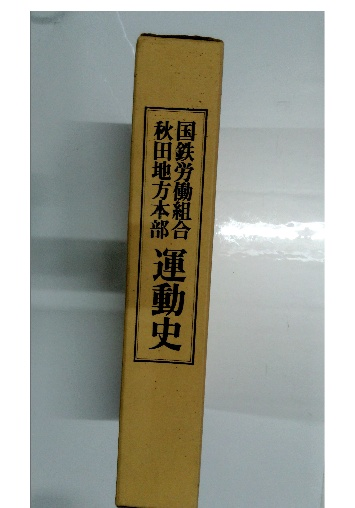 国鉄労働組合
秋田地方本部
運動史